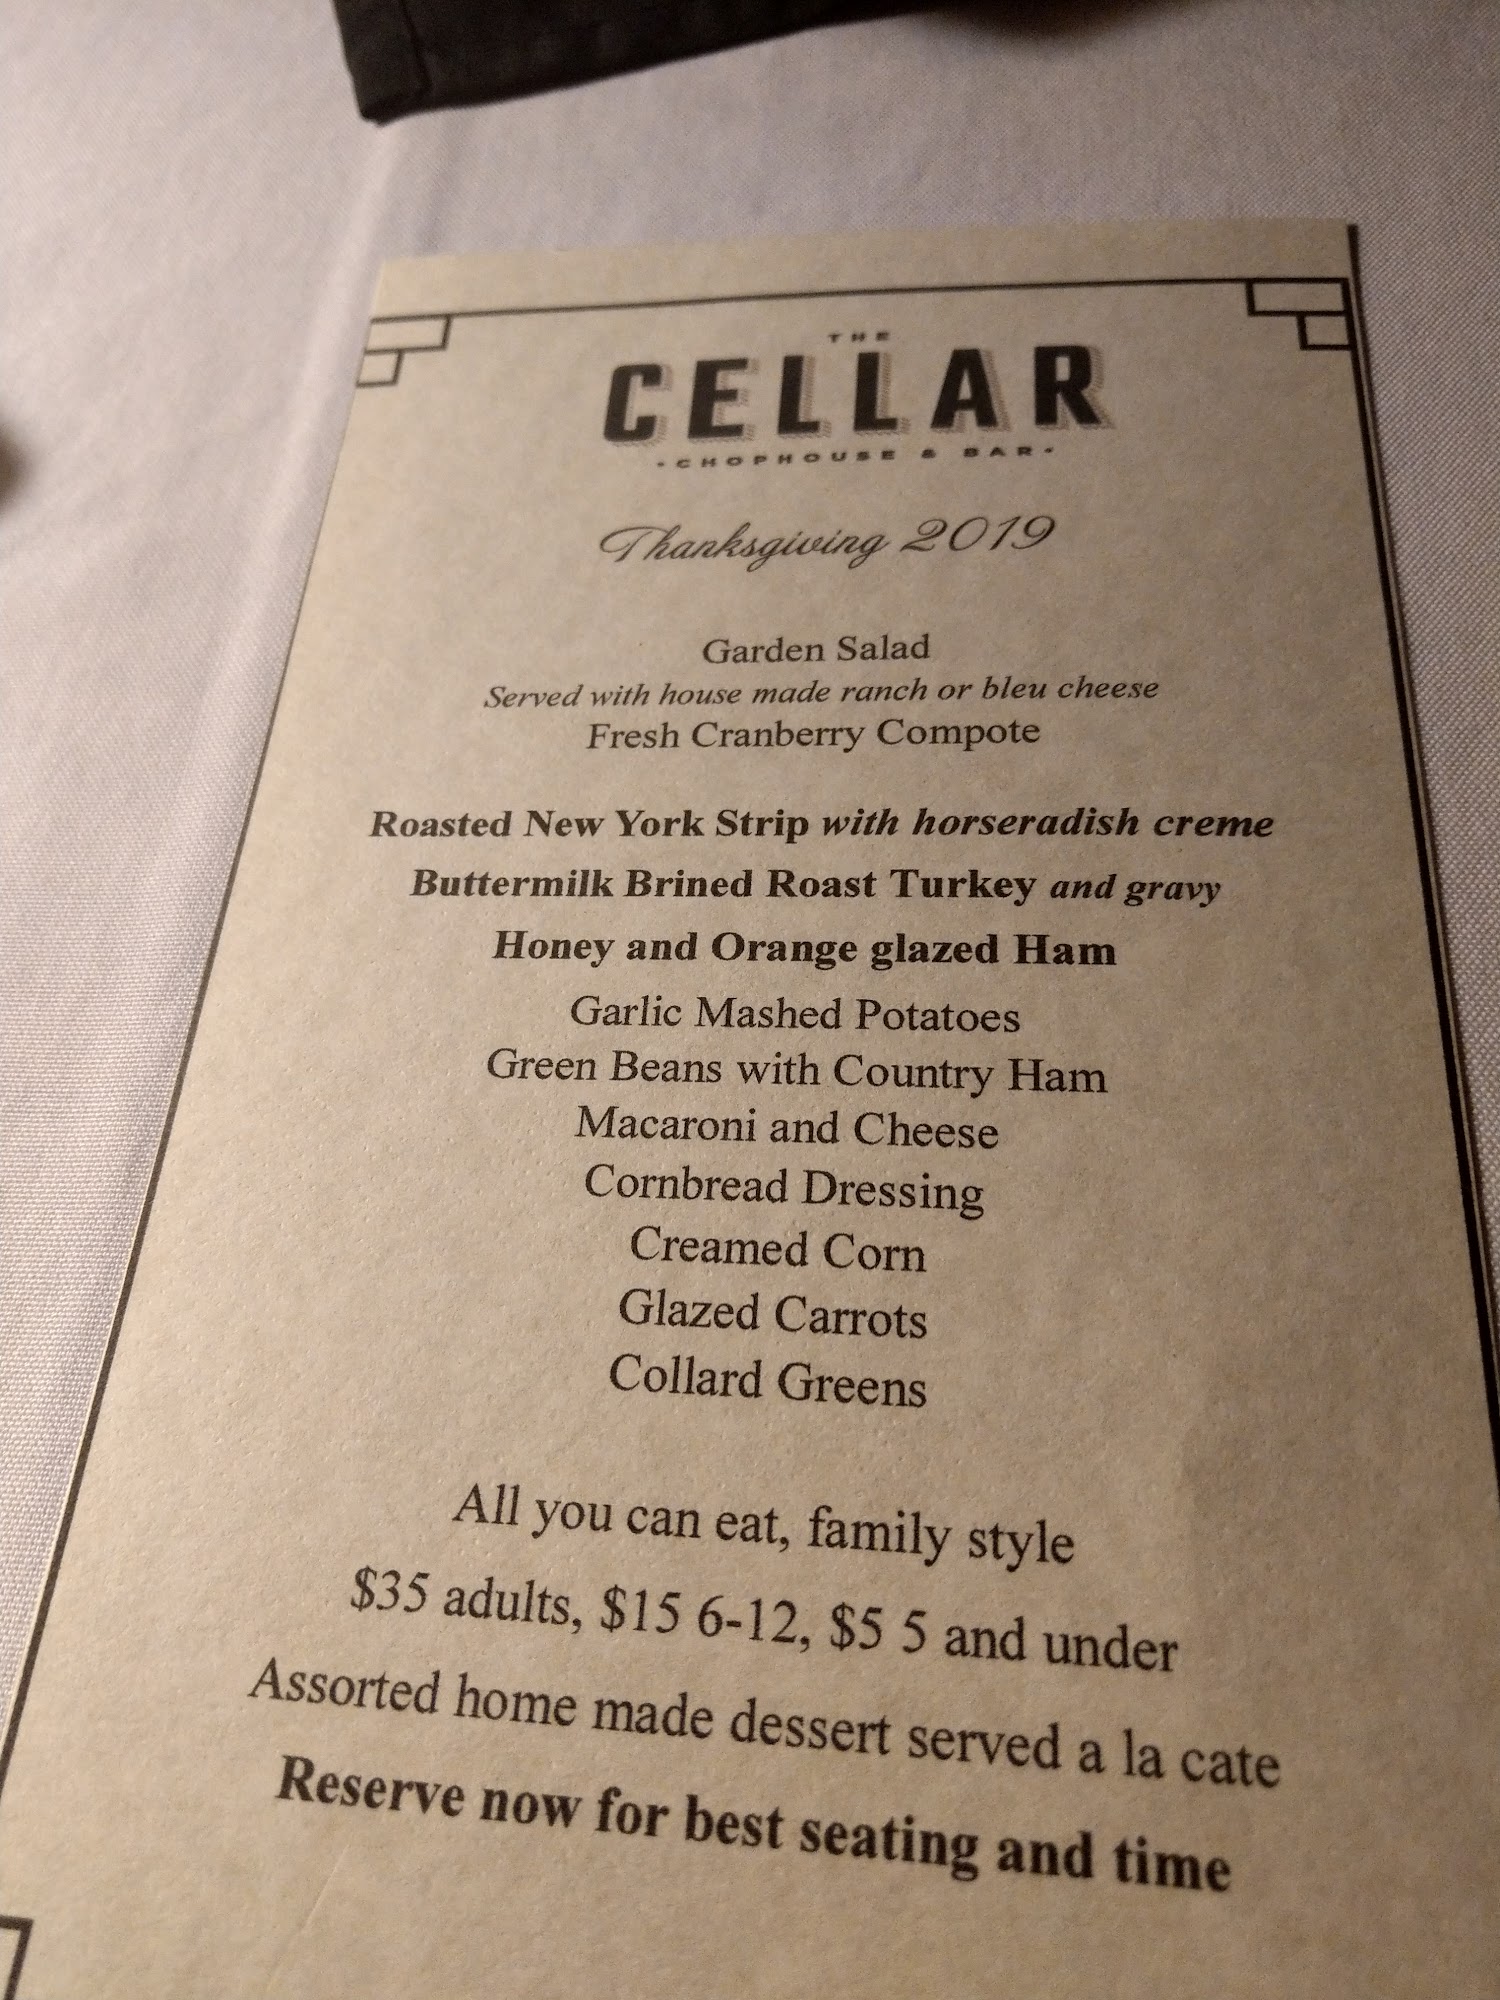 THE
CELLAR
·CHOPHOUSE & BAR·
Thanksgiving 2019
Garden Salad
Served with house made ranch or bleu cheese
Fresh Cranberry Compote
Roasted New York Strip with horseradish creme
Buttermilk Brined Roast Turkey and gravy
Honey and Orange glazed Ham
Garlic Mashed Potatoes
Green Beans with Country Ham
Macaroni and Cheese
Cornbread Dressing
Creamed Corn
Glazed Carrots
Collard Greens
All you can eat, family style
$35 adults, $15 6-12, $5 5 and under
Assorted home made dessert served a la cate
Reserve now for best seating and time